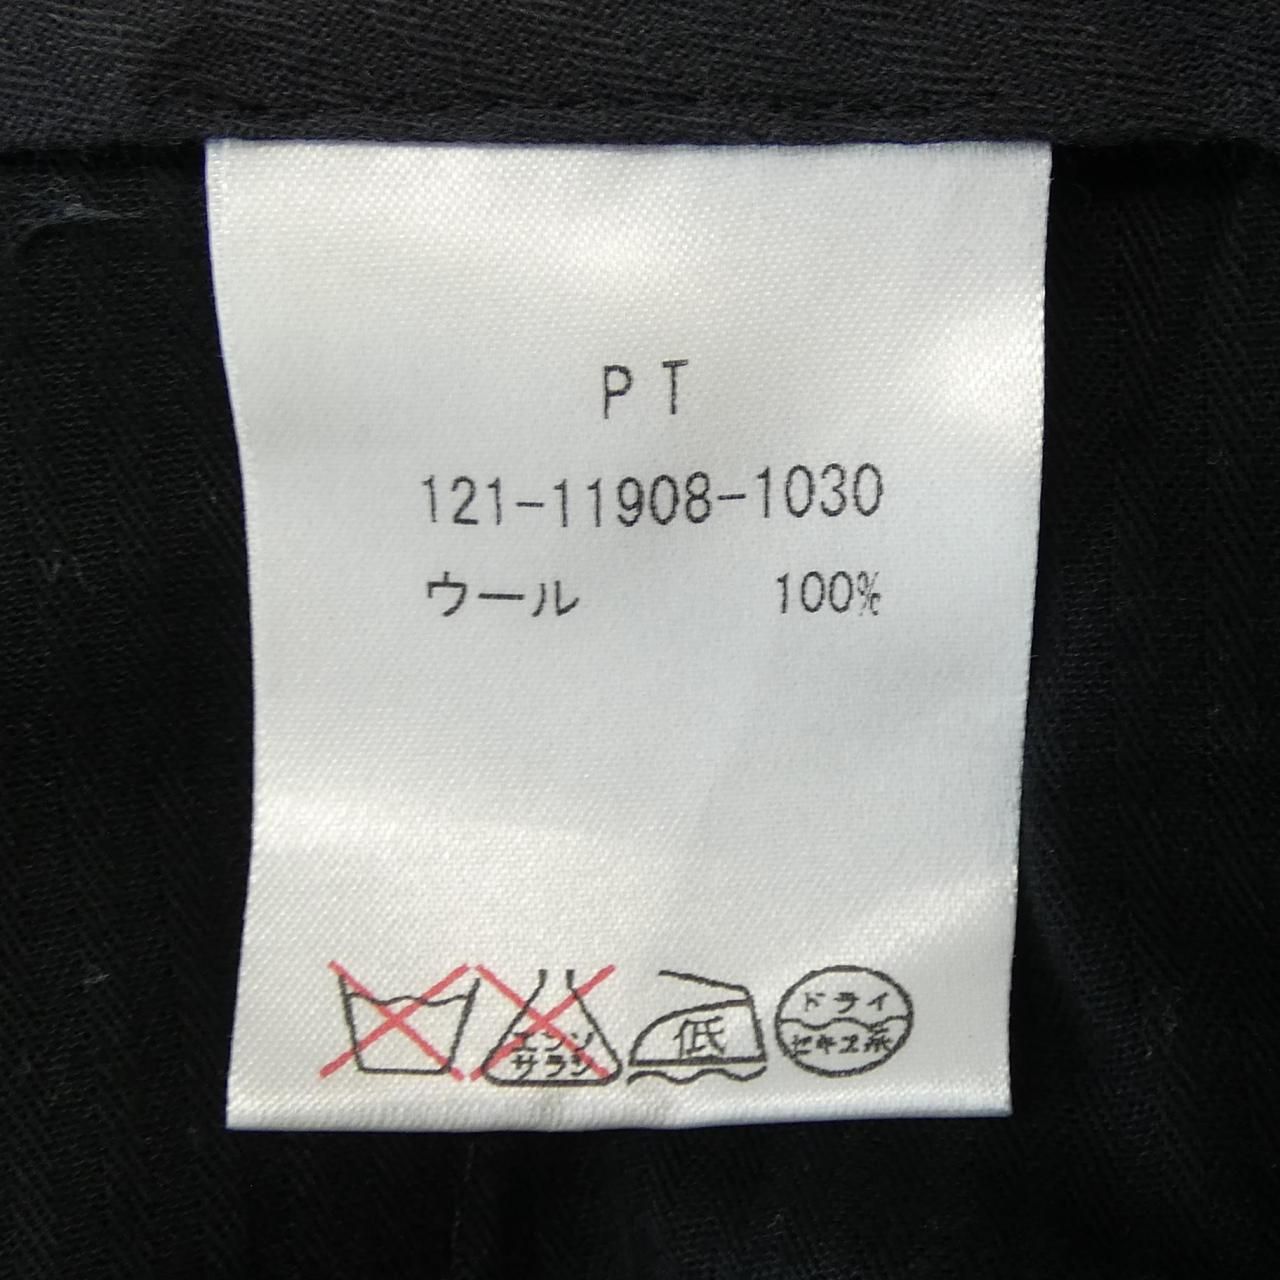 PT
121-11908-1030
ウール 100%
エンソ
サラシ
低
ドライ
セキユ系